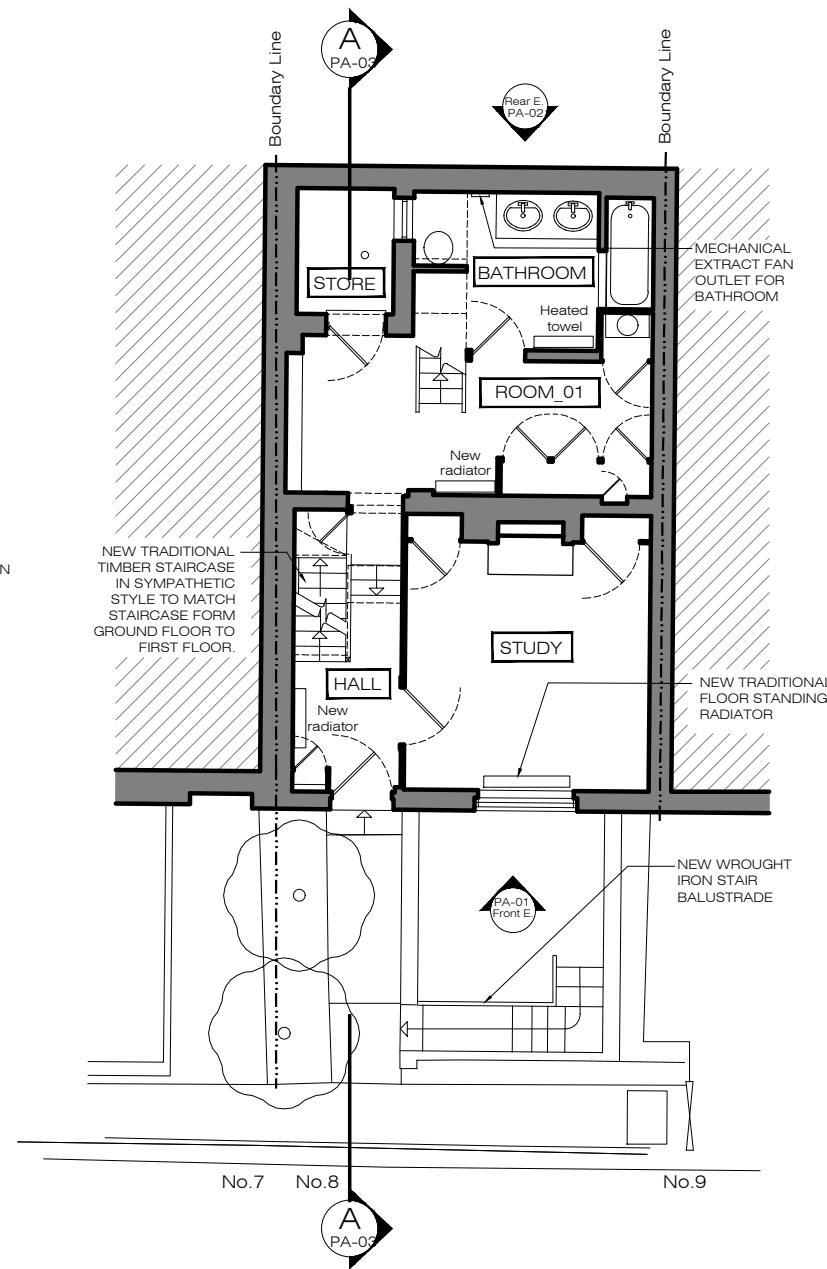 Boundary Line
A
PA-03
Rear E.
PA-02
Boundary Line
MECHANICAL
EXTRACT FAN
OUTLET FOR
BATHROOM
STORE
BATHROOM
Heated
towel
ROOM_01
New
radiator
N
NEW TRADITIONAL
TIMBER STAIRCASE
IN SYMPATHETIC
STYLE TO MATCH
STAIRCASE FORM
GROUND FLOOR TO
FIRST FLOOR.
STUDY
HALL
New
radiator
NEW TRADITIONAL
FLOOR STANDING
RADIATOR
NEW WROUGHT
IRON STAIR
BALUSTRADE
PA-01
Front E.
No.7
No.8
No.9
A
PA-03